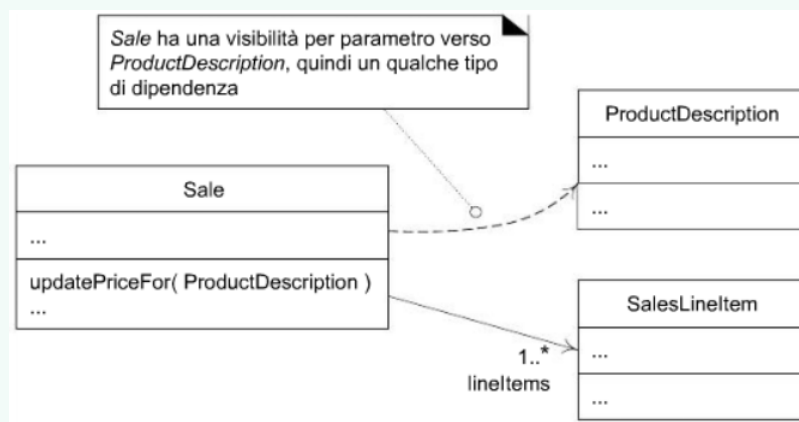 Sale ha una visibilità per parametro verso
ProductDescription, quindi un qualche tipo
di dipendenza
ProductDescription
...
...
Sale
...
updatePriceFor( ProductDescription )
...
SalesLineItem
...
...
1..*
lineItems